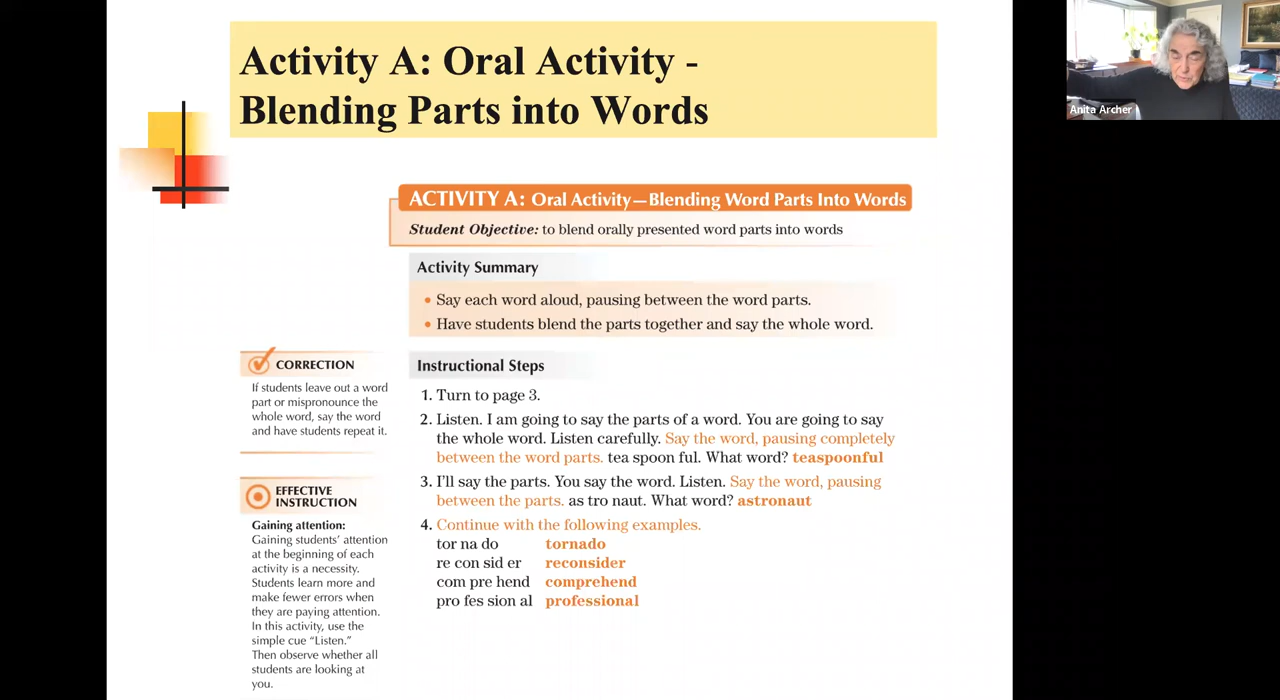 Activity A: Oral Activity -
Blending Parts into Words
Anita Archer
ACTIVITY A: Oral Activity—Blending Word Parts Into Words
Student Objective: to blend orally presented word parts into words
Activity Summary
• Say each word aloud, pausing between the word parts.
• Have students blend the parts together and say the whole word.
CORRECTION
If students leave out a word
part or mispronounce the
whole word, say the word
and have students repeat it.
EFFECTIVE
INSTRUCTION
Gaining attention:
Gaining students’ attention
at the beginning of each
activity is a necessity.
Students learn more and
make fewer errors when
they are paying attention.
In this activity, use the
simple cue “Listen.”
Then observe whether all
students are looking at
you.
Instructional Steps
1. Turn to page 3.
2. Listen. I am going to say the parts of a word. You are going to say
the whole word. Listen carefully. Say the word, pausing completely
between the word parts. tea spoon ful. What word? teaspoonful
3. I’ll say the parts. You say the word. Listen. Say the word, pausing
between the parts. as tro naut. What word? astronaut
4. Continue with the following examples.
tor na do tornado
re con sid er reconsider
com pre hend comprehend
pro fes sion al professional